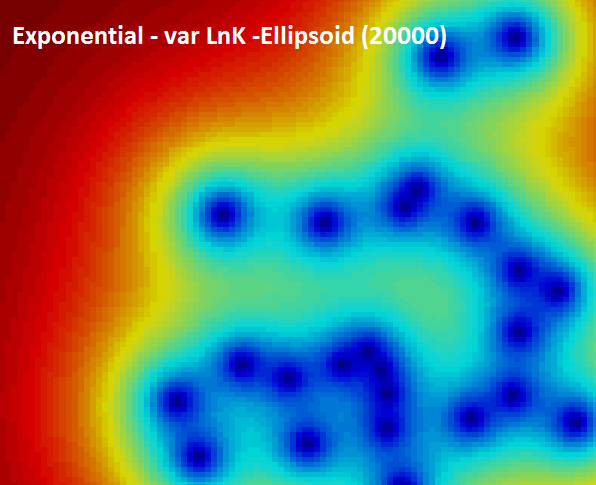 Exponential - var LnK -Ellipsoid (20000)